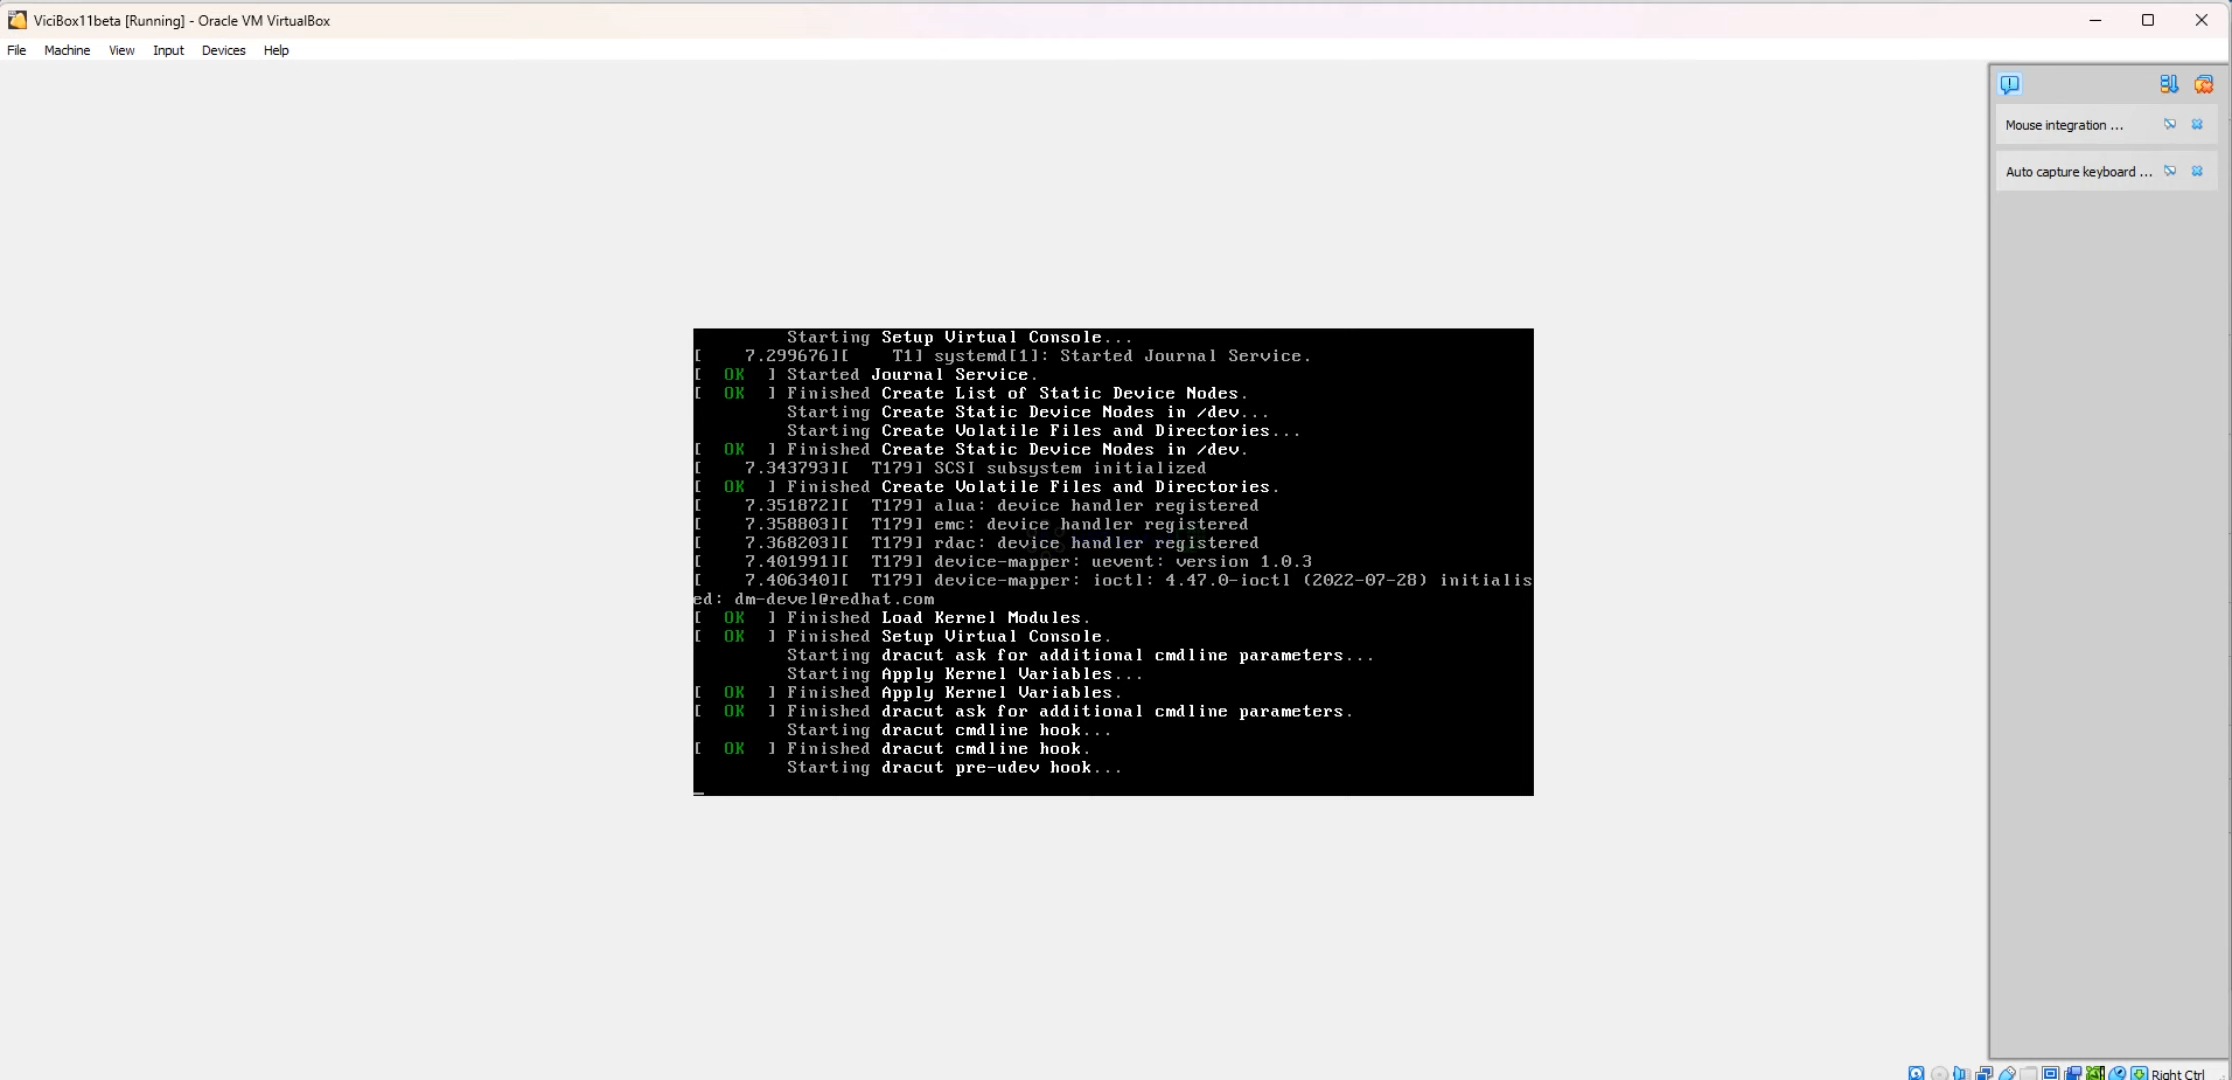 ViciBox11beta [Running] - Oracle VM VirtualBox
File Machine View Input Devices Help
Mouse integration ...
Auto capture keyboard ...
Starting Setup Virtual Console...
[    7.299676][    T1] systemd[1]: Started Journal Service.
[  OK  ] Started Journal Service.
[  OK  ] Finished Create List of Static Device Nodes.
Starting Create Static Device Nodes in /dev...
Starting Create Volatile Files and Directories...
[  OK  ] Finished Create Static Device Nodes in /dev.
[    7.343793][  T179] SCSI subsystem initialized
[  OK  ] Finished Create Volatile Files and Directories.
[    7.351872][  T179] alua: device handler registered
[    7.358803][  T179] emc: device handler registered
[    7.368203][  T179] rdac: device handler registered
[    7.401991][  T179] device-mapper: uevent: version 1.0.3
[    7.406340][  T179] device-mapper: ioctl: 4.47.0-ioctl (2022-07-28) initialis
ed: dm-devel@redhat.com
[  OK  ] Finished Load Kernel Modules.
[  OK  ] Finished Setup Virtual Console.
Starting dracut ask for additional cmdline parameters...
Starting Apply Kernel Variables...
[  OK  ] Finished Apply Kernel Variables.
[  OK  ] Finished dracut ask for additional cmdline parameters.
Starting dracut cmdline hook...
[  OK  ] Finished dracut cmdline hook.
Starting dracut pre-udev hook...
Right Ctrl